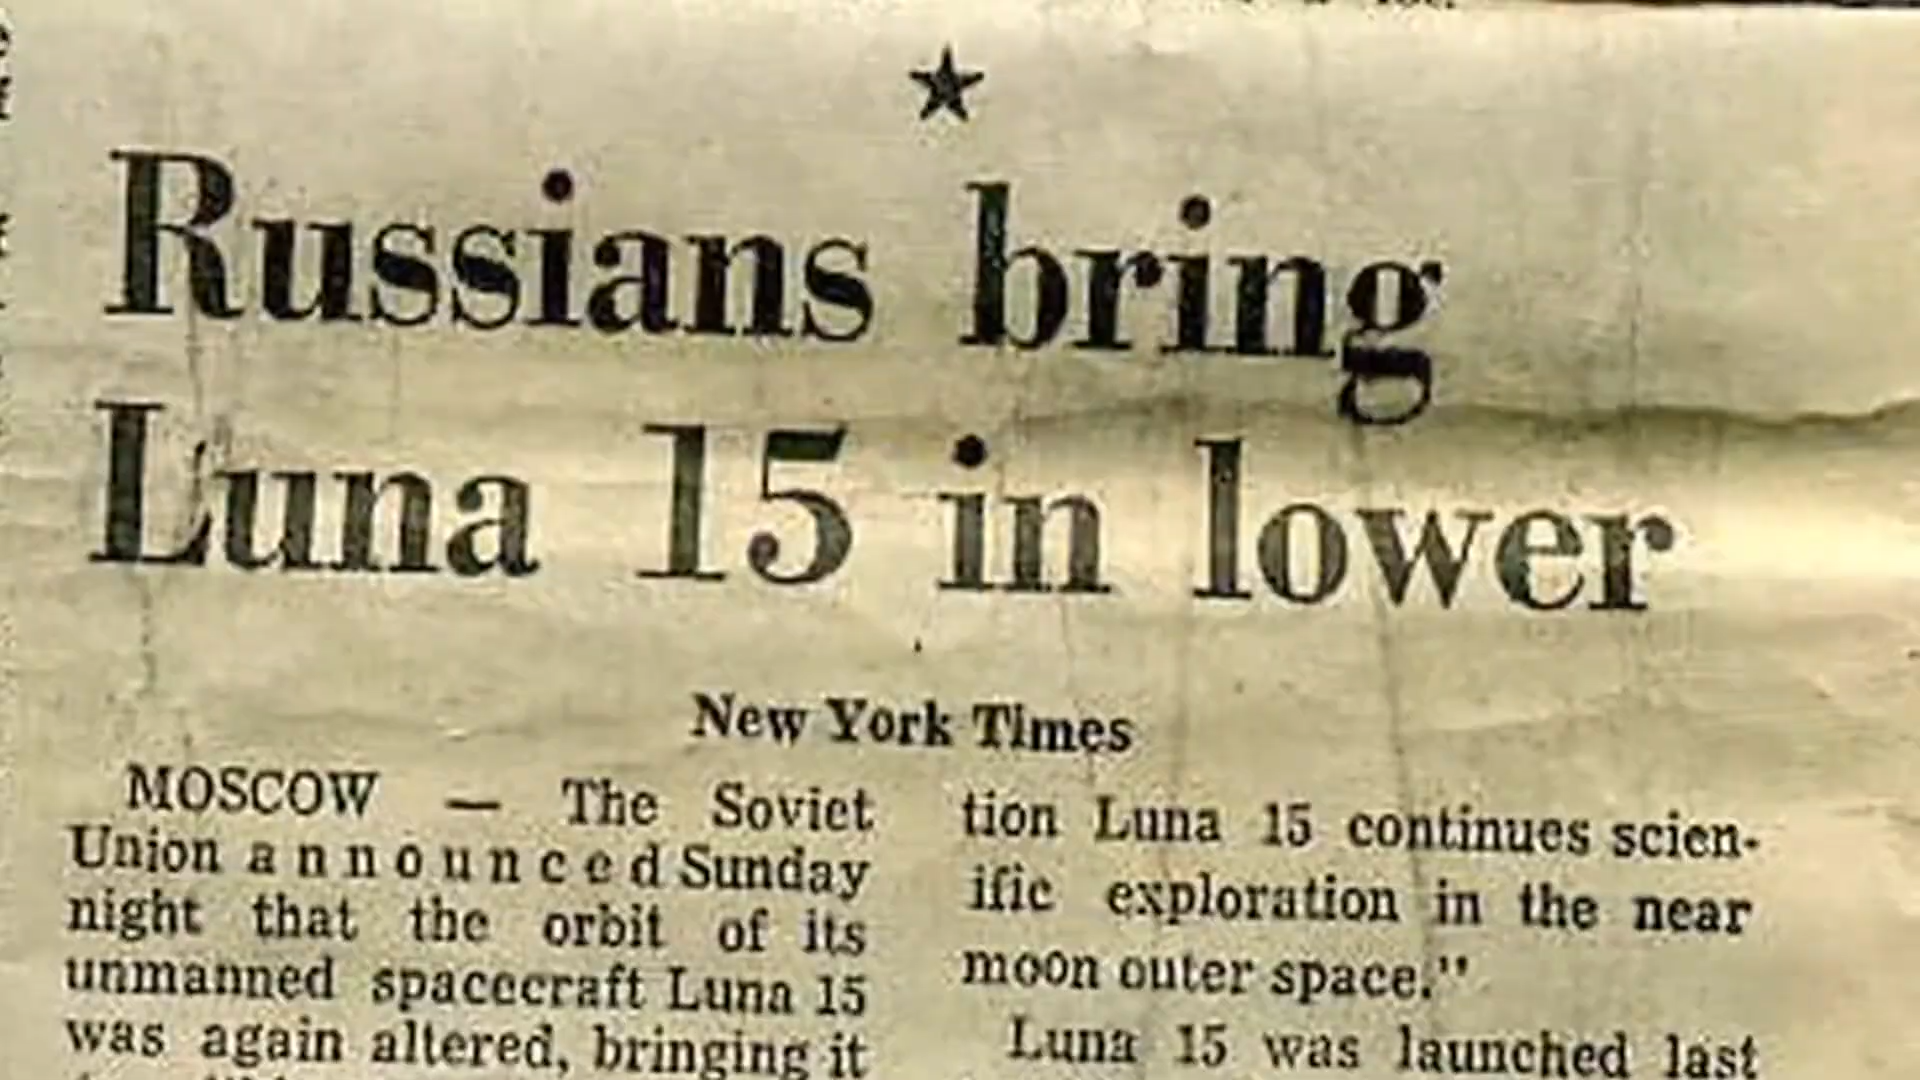 Russians bring
Luna 15 in lower
New York Times
MOSCOW — The Soviet
Union announced Sunday
night that the orbit of its
unmanned spacecraft Luna 15
was again altered, bringing it
tion Luna 15 continues scien-
ific exploration in the near
moon outer space."
Luna 15 was launched last